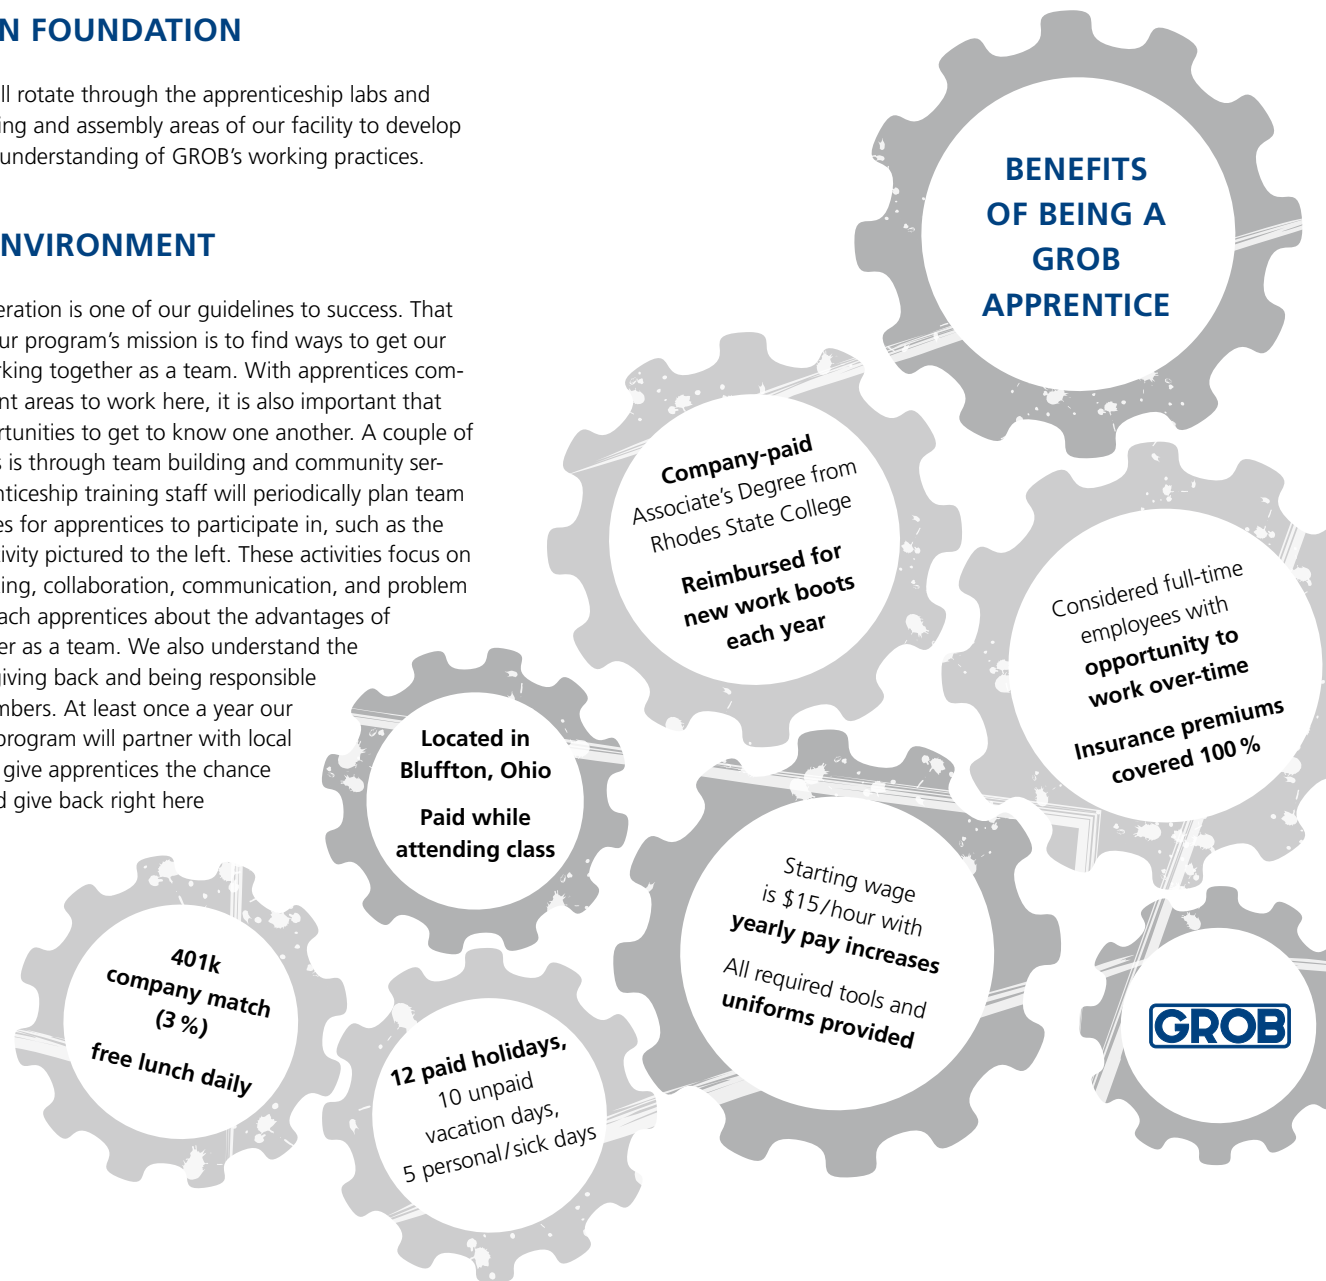 N FOUNDATION
ll rotate through the apprenticeship labs and
ing and assembly areas of our facility to develop
understanding of GROB's working practices.
NVIRONMENT
eration is one of our guidelines to success. That
ur program's mission is to find ways to get our
rking together as a team. With apprentices com-
nt areas to work here, it is also important that
rtunities to get to know one another. A couple of
s is through team building and community ser-
nticeship training staff will periodically plan team
es for apprentices to participate in, such as the
tivity pictured to the left. These activities focus on
ting, collaboration, communication, and problem
ach apprentices about the advantages of
er as a team. We also understand the
giving back and being responsible
mbers. At least once a year our
program will partner with local
give apprentices the chance
d give back right here
BENEFITS
OF BEING A
GROB
APPRENTICE
Company-paid
Associate's Degree from
Rhodes State College
Reimbursed for
new work boots
each year
Considered full-time
employees with
opportunity to
work over-time
Insurance premiums
covered 100 %
Located in
Bluffton, Ohio
Paid while
attending class
Starting wage
is $15/hour with
yearly pay increases
All required tools and
uniforms provided
401k
company match
(3 %)
free lunch daily
12 paid holidays,
10 unpaid
vacation days,
5 personal/sick days
GROB